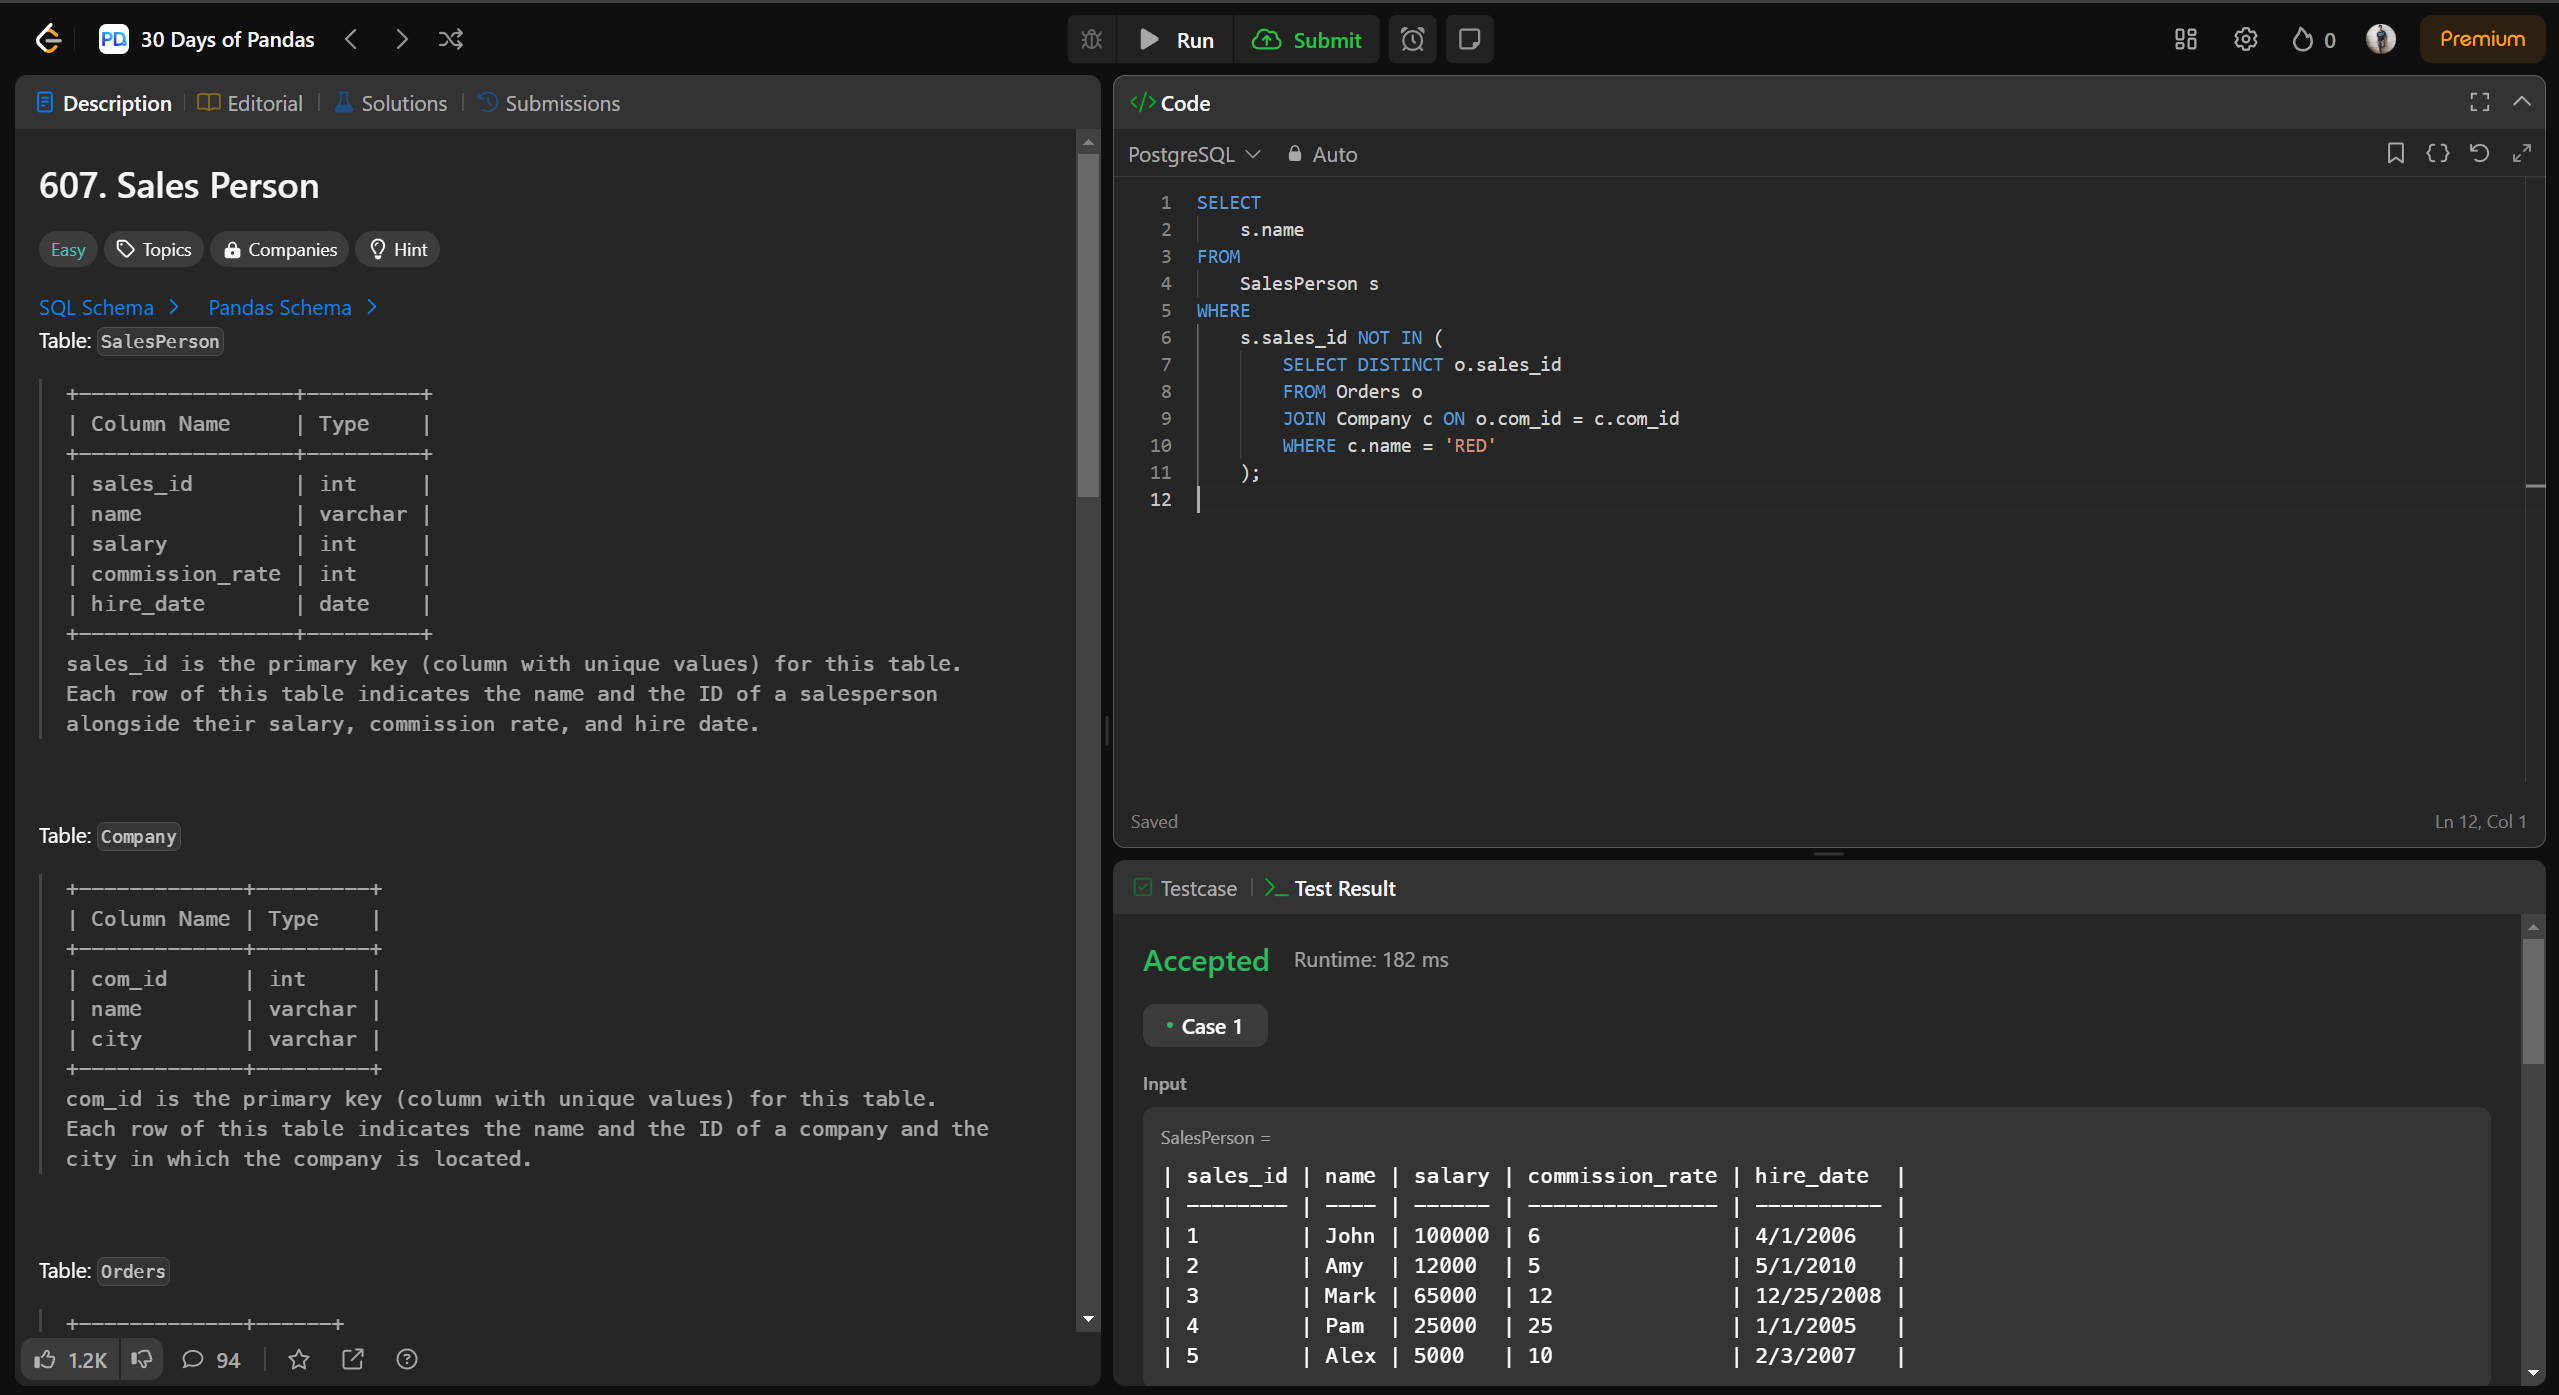 PD 30 Days of Pandas
Run Submit
0 Premium
Description Editorial Solutions Submissions
607. Sales Person
Easy Topics Companies Hint
SQL Schema Pandas Schema
Table: SalesPerson
+-----------------+---------+
| Column Name     | Type    |
+-----------------+---------+
| sales_id        | int     |
| name            | varchar |
| salary          | int     |
| commission_rate | int     |
| hire_date       | date    |
+-----------------+---------+
sales_id is the primary key (column with unique values) for this table.
Each row of this table indicates the name and the ID of a salesperson
alongside their salary, commission rate, and hire date.
Table: Company
+-------------+---------+
| Column Name | Type    |
+-------------+---------+
| com_id      | int     |
| name        | varchar |
| city        | varchar |
+-------------+---------+
com_id is the primary key (column with unique values) for this table.
Each row of this table indicates the name and the ID of a company and the
city in which the company is located.
Table: Orders
+-------------+------+
1.2K 94
</> Code
PostgreSQL Auto
1 SELECT
2     s.name
3 FROM
4     SalesPerson s
5 WHERE
6     s.sales_id NOT IN (
7         SELECT DISTINCT o.sales_id
8         FROM Orders o
9         JOIN Company c ON o.com_id = c.com_id
10         WHERE c.name = 'RED'
11     );
12
Saved Ln 12, Col 1
Testcase >_ Test Result
Accepted Runtime: 182 ms
Case 1
Input
SalesPerson =
| sales_id | name | salary | commission_rate | hire_date  |
| -------- | ---- | ------ | --------------- | ---------- |
| 1        | John | 100000 | 6               | 4/1/2006   |
| 2        | Amy  | 12000  | 5               | 5/1/2010   |
| 3        | Mark | 65000  | 12              | 12/25/2008 |
| 4        | Pam  | 25000  | 25              | 1/1/2005   |
| 5        | Alex | 5000   | 10              | 2/3/2007   |